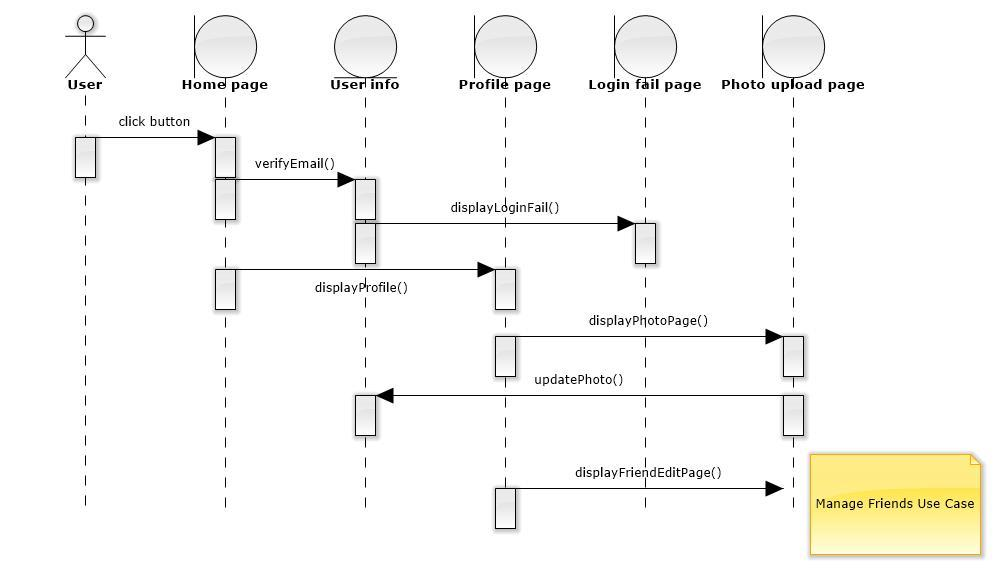 User
Home page
User info
Profile page
Login fail page
Photo upload page
click button
verifyEmail()
displayLoginFail()
displayProfile()
displayPhotoPage()
updatePhoto()
displayFriendEditPage()
Manage Friends Use Case